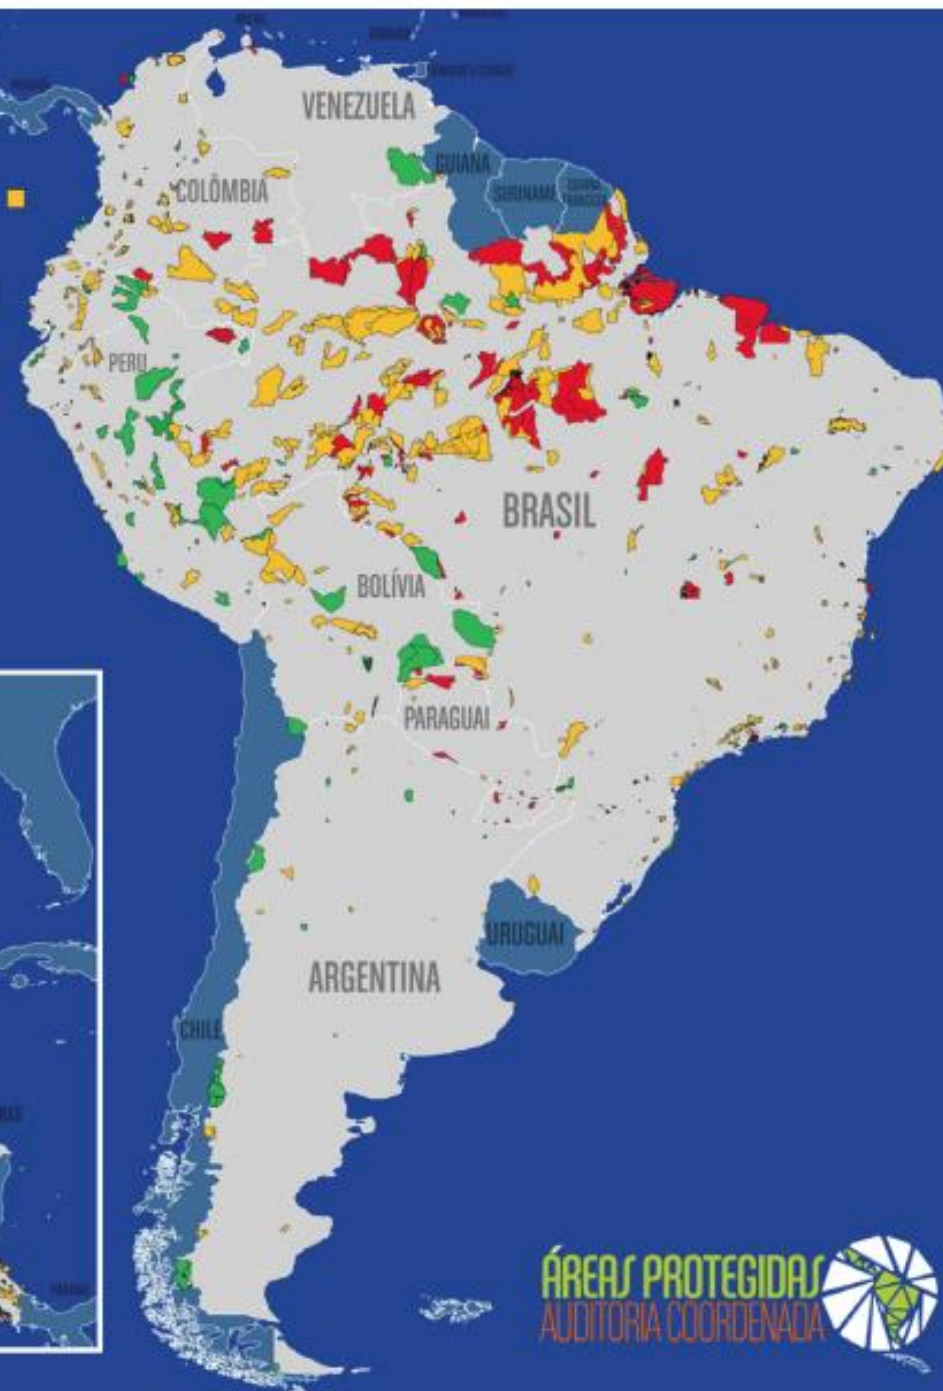 VENEZUELA
GUIANA
SURINAME
COLÔMBIA
PERU
BRASIL
BOLÍVIA
PARAGUAI
URUGUAI
ARGENTINA
CHILE
ÁREAS PROTEGIDAS
AUDITORIA COORDENADA